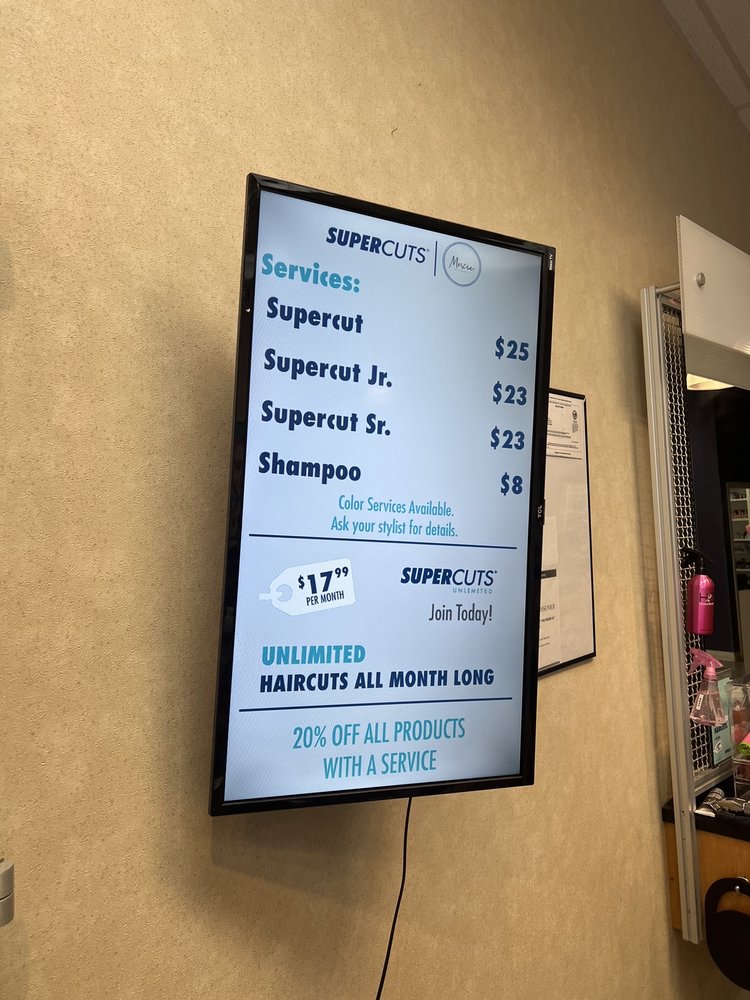 SUPERCUTS® | Moxie
Services:
Supercut $25
Supercut Jr. $23
Supercut Sr. $23
Shampoo $8
Color Services Available.
Ask your stylist for details.
$17.99
PER MONTH
SUPERCUTS®
UNLIMITED
Join Today!
UNLIMITED
HAIRCUTS ALL MONTH LONG
20% OFF ALL PRODUCTS
WITH A SERVICE
TCL